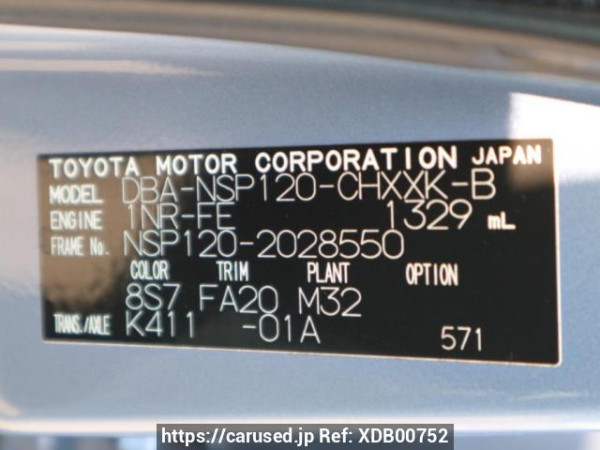 TOYOTA MOTOR CORPORATION JAPAN
MODEL DBA-NSP120-CHXXK-B
ENGINE 1NR-FE 1329 mL
FRAME No. NSP120-2028550
COLOR TRIM PLANT OPTION
8S7 FA20 M32
TRANS./AXLE K411 -01A 571
https://carused.jp Ref: XDB00752